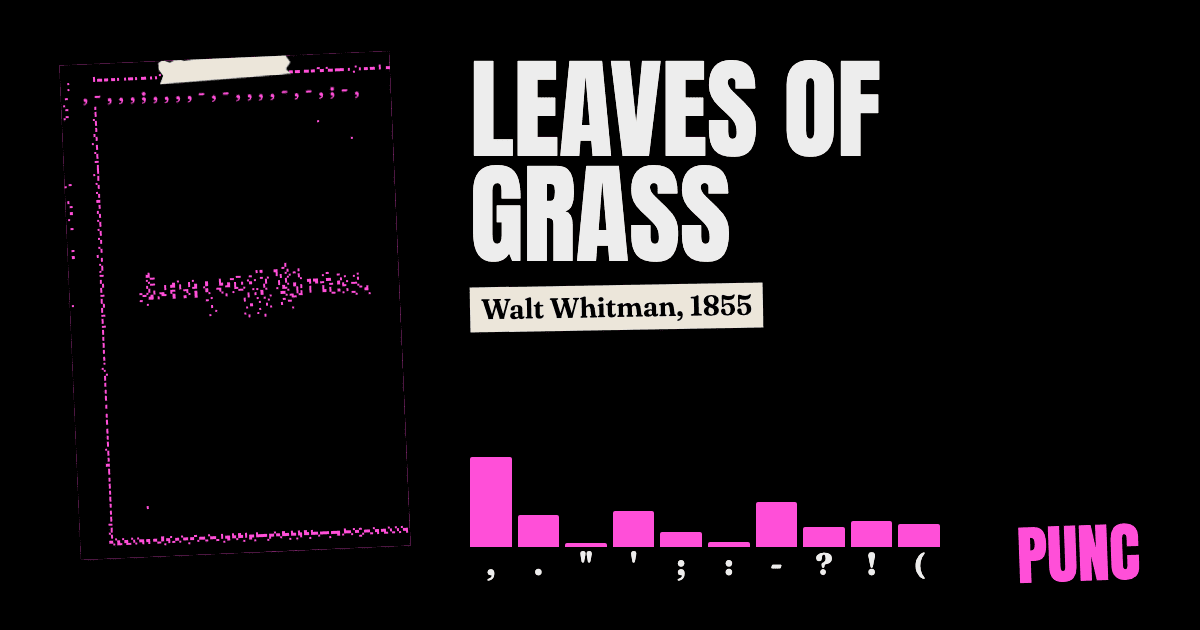 , - , , , ; , , , , - , - , , , , - , - , ; - ,
LEAVES OF
GRASS
Walt Whitman, 1855
, . " ' ; : - ? ! (
PUNC